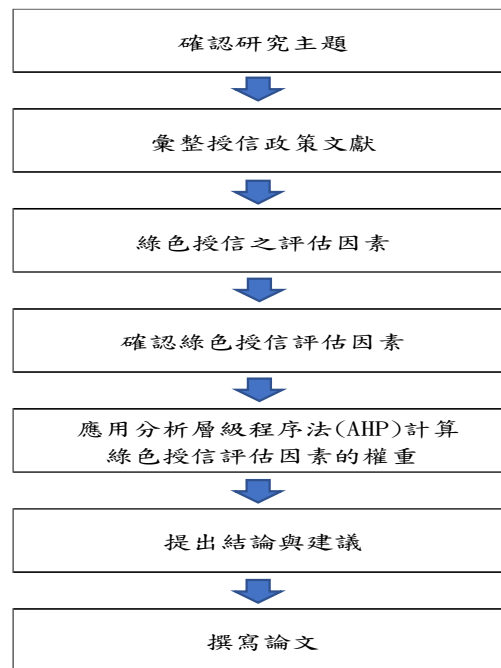 確認研究主題
彙整授信政策文獻
綠色授信之評估因素
確認綠色授信評估因素
應用分析層級程序法(AHP)計算
綠色授信評估因素的權重
提出結論與建議
撰寫論文